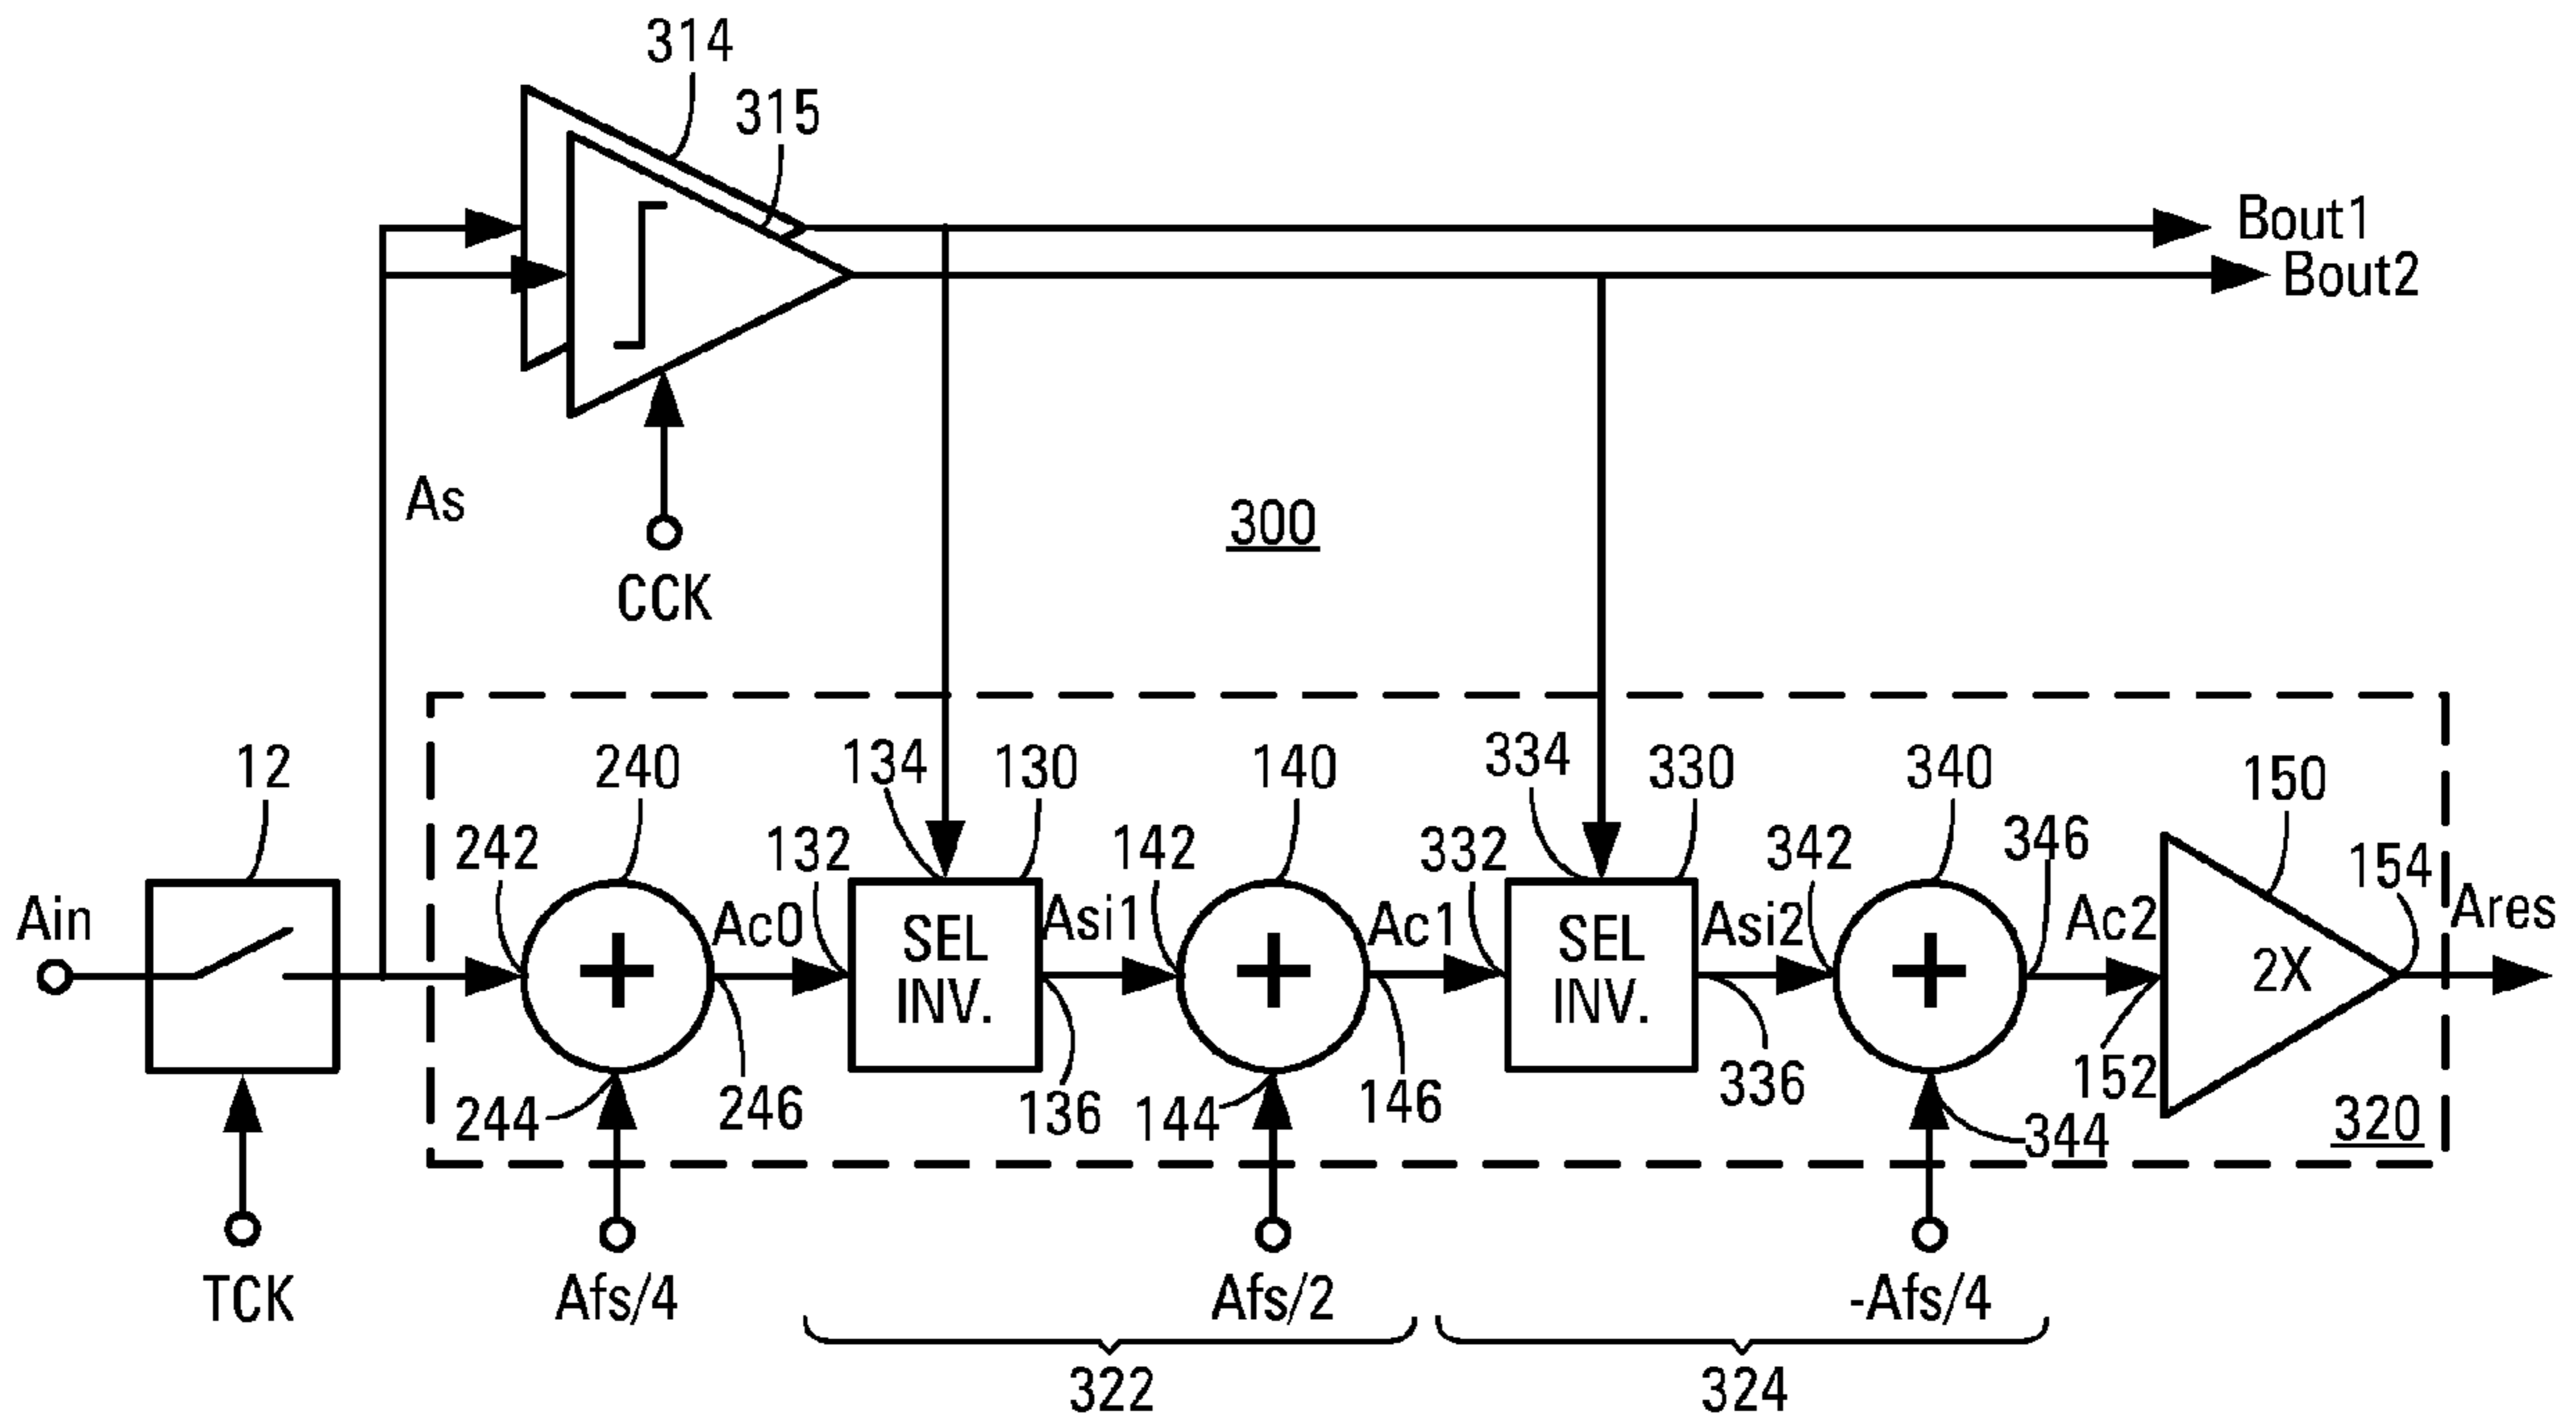 314
315
Bout1
Bout2
As
300
CCK
12
240
134
130
140
334
330
340
150
242
132
142
332
342
346
154
Ain
Ac0
SEL
INV.
Asi1
Ac1
SEL
INV.
Asi2
Ac2
2X
Ares
244
246
136
144
146
336
152
344
320
TCK
Afs/4
Afs/2
-Afs/4
322
324